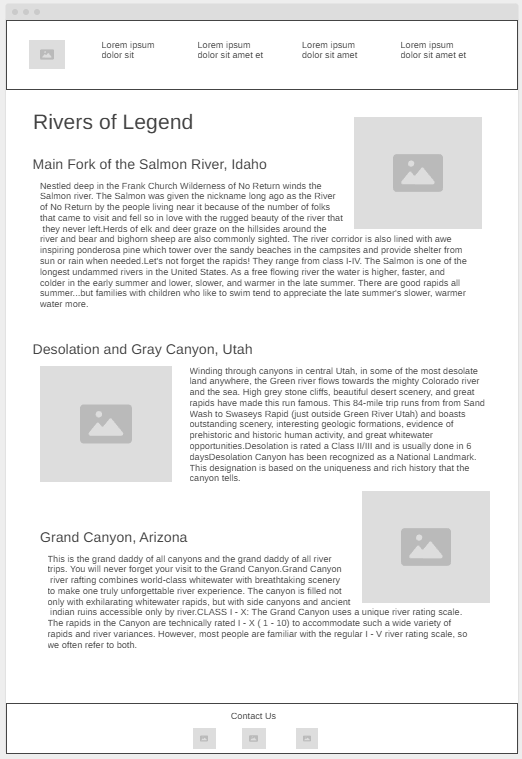 Lorem ipsum
dolor sit
Lorem ipsum
dolor sit amet et
Lorem ipsum
dolor sit amet
Lorem ipsum
dolor sit amet et
Rivers of Legend
Main Fork of the Salmon River, Idaho
Nestled deep in the Frank Church Wilderness of No Return winds the
Salmon river. The Salmon was given the nickname long ago as the River
of No Return by the people living near it because of the number of folks
that came to visit and fell so in love with the rugged beauty of the river that
they never left.Herds of elk and deer graze on the hillsides around the
river and bear and bighorn sheep are also commonly sighted. The river corridor is also lined with awe
inspiring ponderosa pine which tower above the sandy beaches in the campsites and provide shelter from
sun or rain when needed.Let's not forget the rapids! They range from class I-IV. The Salmon is one of the
longest undammed rivers in the United States. As a free flowing river the water is higher, faster, and
colder in the early summer and lower, slower, and warmer in the late summer. There are good rapids all
summer...but families with children who like to swim tend to appreciate the late summer's slower, warmer
water more.
Desolation and Gray Canyon, Utah
Winding through canyons in central Utah, in some of the most desolate
land anywhere, the Green river flows towards the mighty Colorado river
and the sea. High grey stone cliffs, beautiful desert scenery, and great
rapids have made this run famous. This 84-mile trip runs from from Sand
Wash to Swaseys Rapid (just outside Green River Utah) and boasts
outstanding scenery, interesting geologic formations, evidence of
prehistoric and historic human activity, and great whitewater
opportunities.Desolation is rated a Class II/III and is usually done in 6
daysDesolation Canyon has been recognized as a National Landmark.
This designation is based on the uniqueness and rich history that the
canyon tells.
Grand Canyon, Arizona
This is the grand daddy of all canyons and the grand daddy of all river
trips. You will never forget your visit to the Grand Canyon.Grand Canyon
river rafting combines world-class whitewater with breathtaking scenery
to make one truly unforgettable river experience. The canyon is filled not
only with exhilarating whitewater rapids, but with side canyons and ancient
indian ruins accessible only by river.CLASS I - X: The Grand Canyon uses a unique river rating scale.
The rapids in the Canyon are technically rated I - X ( 1 - 10) to accommodate such a wide variety of
rapids and river variances. However, most people are familiar with the regular I - V river rating scale, so
we often refer to both.
Contact Us